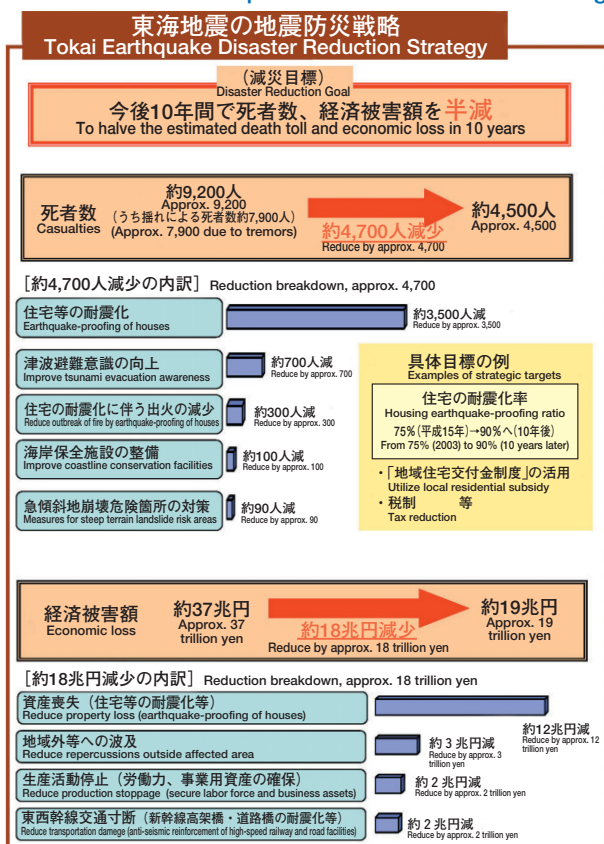 東海地震の地震防災戦略
Tokai Earthquake Disaster Reduction Strategy
(減災目標)
Disaster Reduction Goal
今後10年間で死者数、経済被害額を半減
To halve the estimated death toll and economic loss in 10 years
死者数
Casualties
約9,200人
Approx. 9,200
(うち揺れによる死者数約7,900人)
(Approx. 7,900 due to tremors)
約4,700人減少
Reduce by approx. 4,700
約4,500人
Approx. 4,500
[約4,700人減少の内訳] Reduction breakdown, approx. 4,700
住宅等の耐震化
Earthquake-proofing of houses
約3,500人減
Reduce by approx. 3,500
津波避難意識の向上
Improve tsunami evacuation awareness
約700人減
Reduce by approx. 700
住宅の耐震化に伴う出火の減少
Reduce outbreak of fire by earthquake-proofing of houses
約300人減
Reduce by approx. 300
海岸保全施設の整備
Improve coastline conservation facilities
約100人減
Reduce by approx. 100
急傾斜地崩壊危険箇所の対策
Measures for steep terrain landslide risk areas
約90人減
Reduce by approx. 90
具体目標の例
Examples of strategic targets
住宅の耐震化率
Housing earthquake-proofing ratio
75%(平成15年)→90%へ(10年後)
From 75% (2003) to 90% (10 years later)
・「地域住宅交付金制度」の活用
Utilize local residential subsidy
・税制 等
Tax reduction
経済被害額
Economic loss
約37兆円
Approx. 37
trillion yen
約18兆円減少
Reduce by approx. 18 trillion yen
約19兆円
Approx. 19
trillion yen
[約18兆円減少の内訳] Reduction breakdown, approx. 18 trillion yen
資産喪失(住宅等の耐震化等)
Reduce property loss (earthquake-proofing of houses)
約12兆円減
Reduce by approx. 12
trillion yen
地域外等への波及
Reduce repercussions outside affected area
約3兆円減
Reduce by approx. 3
trillion yen
生産活動停止(労働力、事業用資産の確保)
Reduce production stoppage (secure labor force and business assets)
約2兆円減
Reduce by approx. 2 trillion yen
東西幹線交通寸断(新幹線高架橋・道路橋の耐震化等)
Reduce transportation damege (anti-seismic reinforcement of high-speed railway and road facilities)
約2兆円減
Reduce by approx. 2 trillion yen